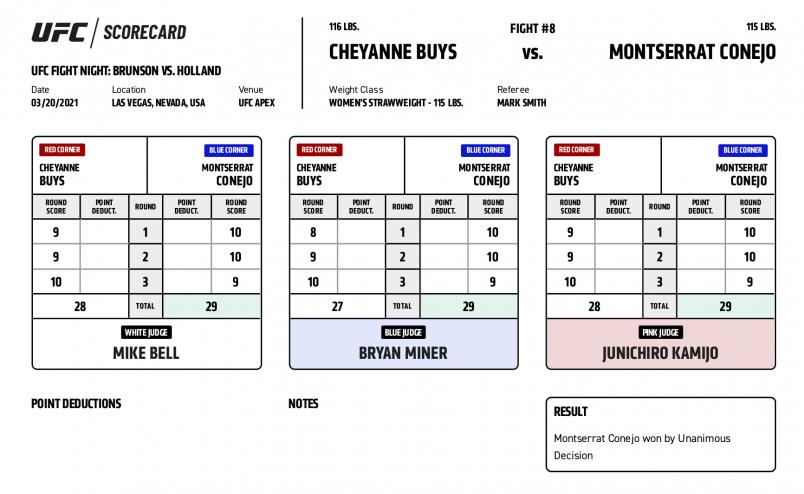 UFC SCORECARD
UFC FIGHT NIGHT: BRUNSON VS. HOLLAND
Date Location Venue
03/20/2021 LAS VEGAS, NEVADA, USA UFC APEX
116 LBS. FIGHT #8 115 LBS.
CHEYANNE BUYS VS. MONTSERRAT CONEJO
Weight Class Referee
WOMEN'S STRAWWEIGHT - 115 LBS. MARK SMITH
RED CORNER BLUE CORNER
CHEYANNE MONTSERRAT
BUYS CONEJO
ROUND POINT ROUND POINT ROUND
SCORE DEDUCT. DEDUCT. SCORE
9 1 10
9 2 10
10 3 9
28 TOTAL 29
WHITE JUDGE
MIKE BELL
RED CORNER BLUE CORNER
CHEYANNE MONTSERRAT
BUYS CONEJO
ROUND POINT ROUND POINT ROUND
SCORE DEDUCT. DEDUCT. SCORE
8 1 10
9 2 10
10 3 9
27 TOTAL 29
BLUE JUDGE
BRYAN MINER
RED CORNER BLUE CORNER
CHEYANNE MONTSERRAT
BUYS CONEJO
ROUND POINT ROUND POINT ROUND
SCORE DEDUCT. DEDUCT. SCORE
9 1 10
9 2 10
10 3 9
28 TOTAL 29
PINK JUDGE
JUNICHIRO KAMIJO
POINT DEDUCTIONS
NOTES
RESULT
Montserrat Conejo won by Unanimous
Decision